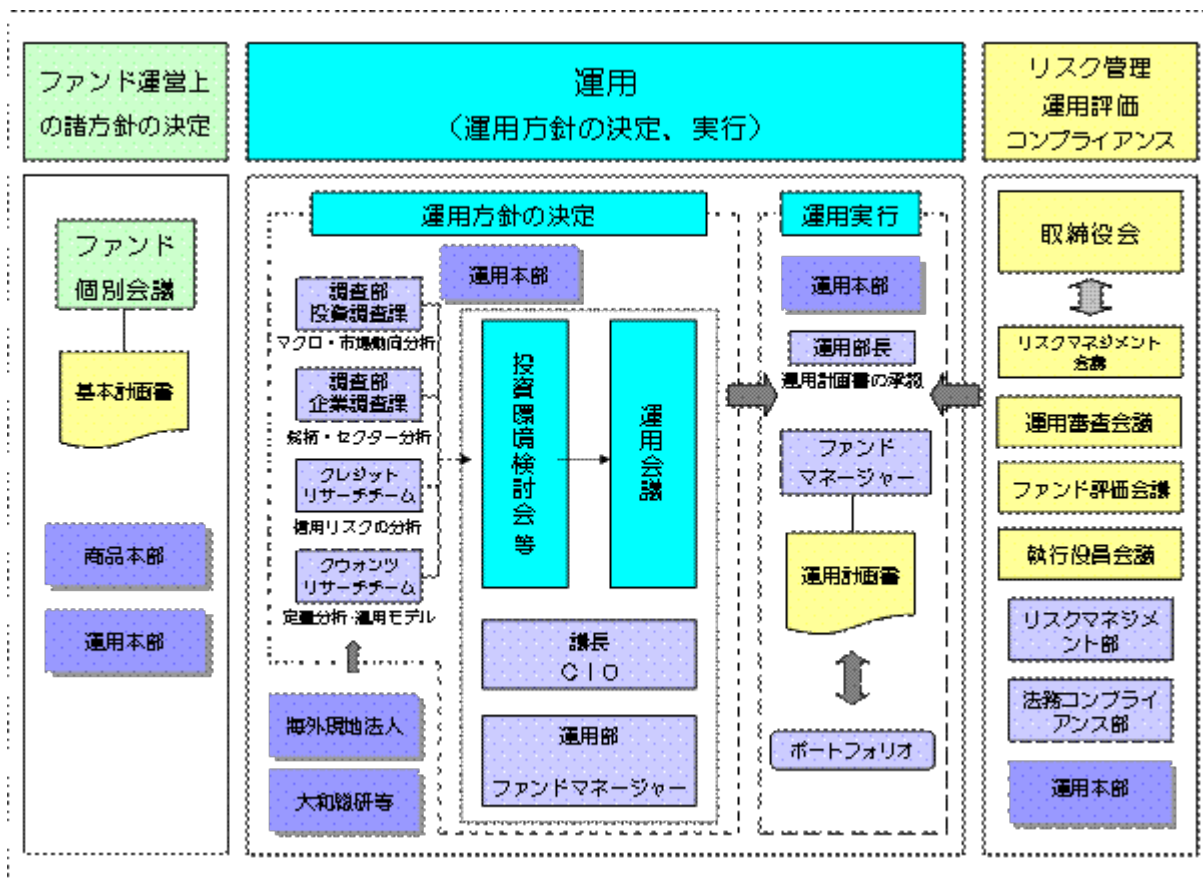 ファンド運営上
の諸方針の決定
運用
（運用方針の決定、実行）
リスク管理
運用評価
コンプライアンス
ファンド
個別会議
基本計画書
商品本部
運用本部
運用方針の決定
運用本部
調査部
投資調査課
マクロ・市場動向分析
調査部
企業調査課
銘柄・セクター分析
クレジット
リサーチチーム
信用リスクの分析
クウォンツ
リサーチチーム
定量分析・運用モデル
海外現地法人
大和総研等
投資環境検討会等
運用会議
議長
ＣＩＯ
運用部
ファンドマネージャー
運用実行
運用本部
運用部長
運用計画書の承認
ファンド
マネージャー
運用計画書
ポートフォリオ
取締役会
リスクマネジメント
会議
運用審査会議
ファンド評価会議
執行役員会議
リスクマネジメ
ント部
法務コンプライ
アンス部
運用本部